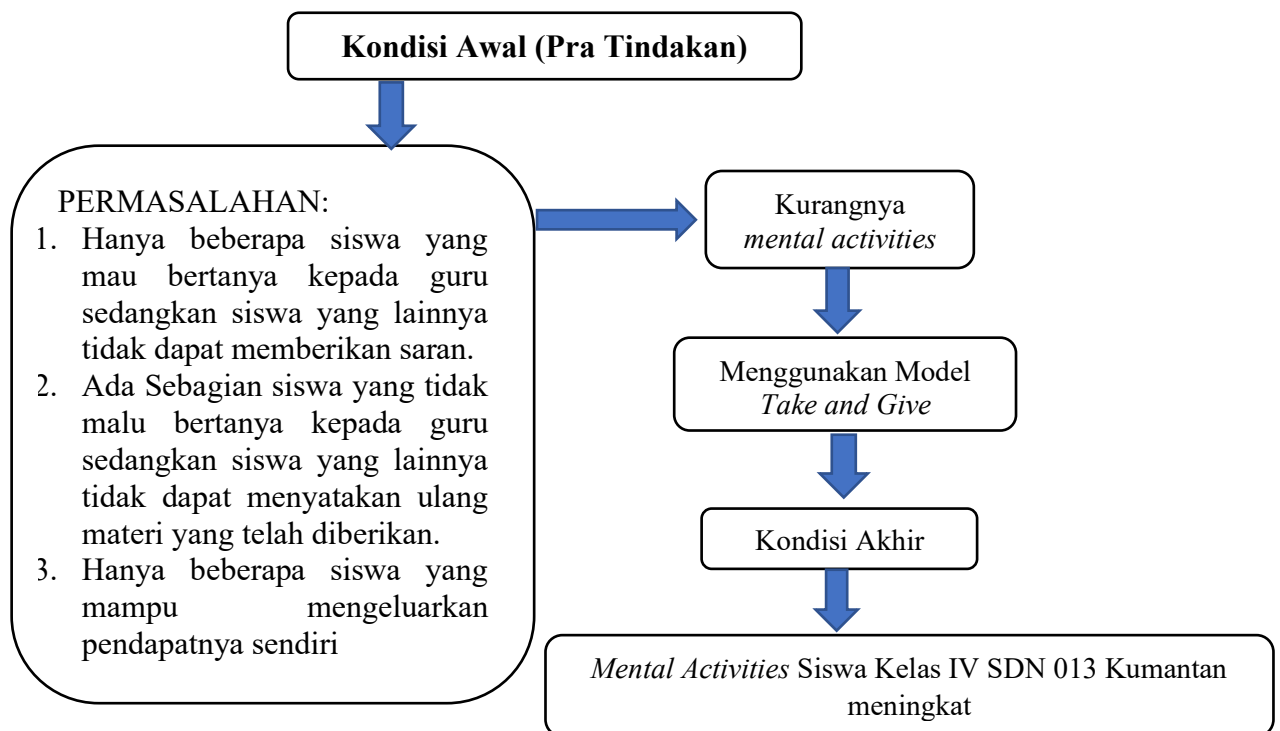 Kondisi Awal (Pra Tindakan)
PERMASALAHAN:
1. Hanya beberapa siswa yang
mau bertanya kepada guru
sedangkan siswa yang lainnya
tidak dapat memberikan saran.
2. Ada Sebagian siswa yang tidak
malu bertanya kepada guru
sedangkan siswa yang lainnya
tidak dapat menyatakan ulang
materi yang telah diberikan.
3. Hanya beberapa siswa yang
mampu mengeluarkan
pendapatnya sendiri
Kurangnya
mental activities
Menggunakan Model
Take and Give
Kondisi Akhir
Mental Activities Siswa Kelas IV SDN 013 Kumantan
meningkat